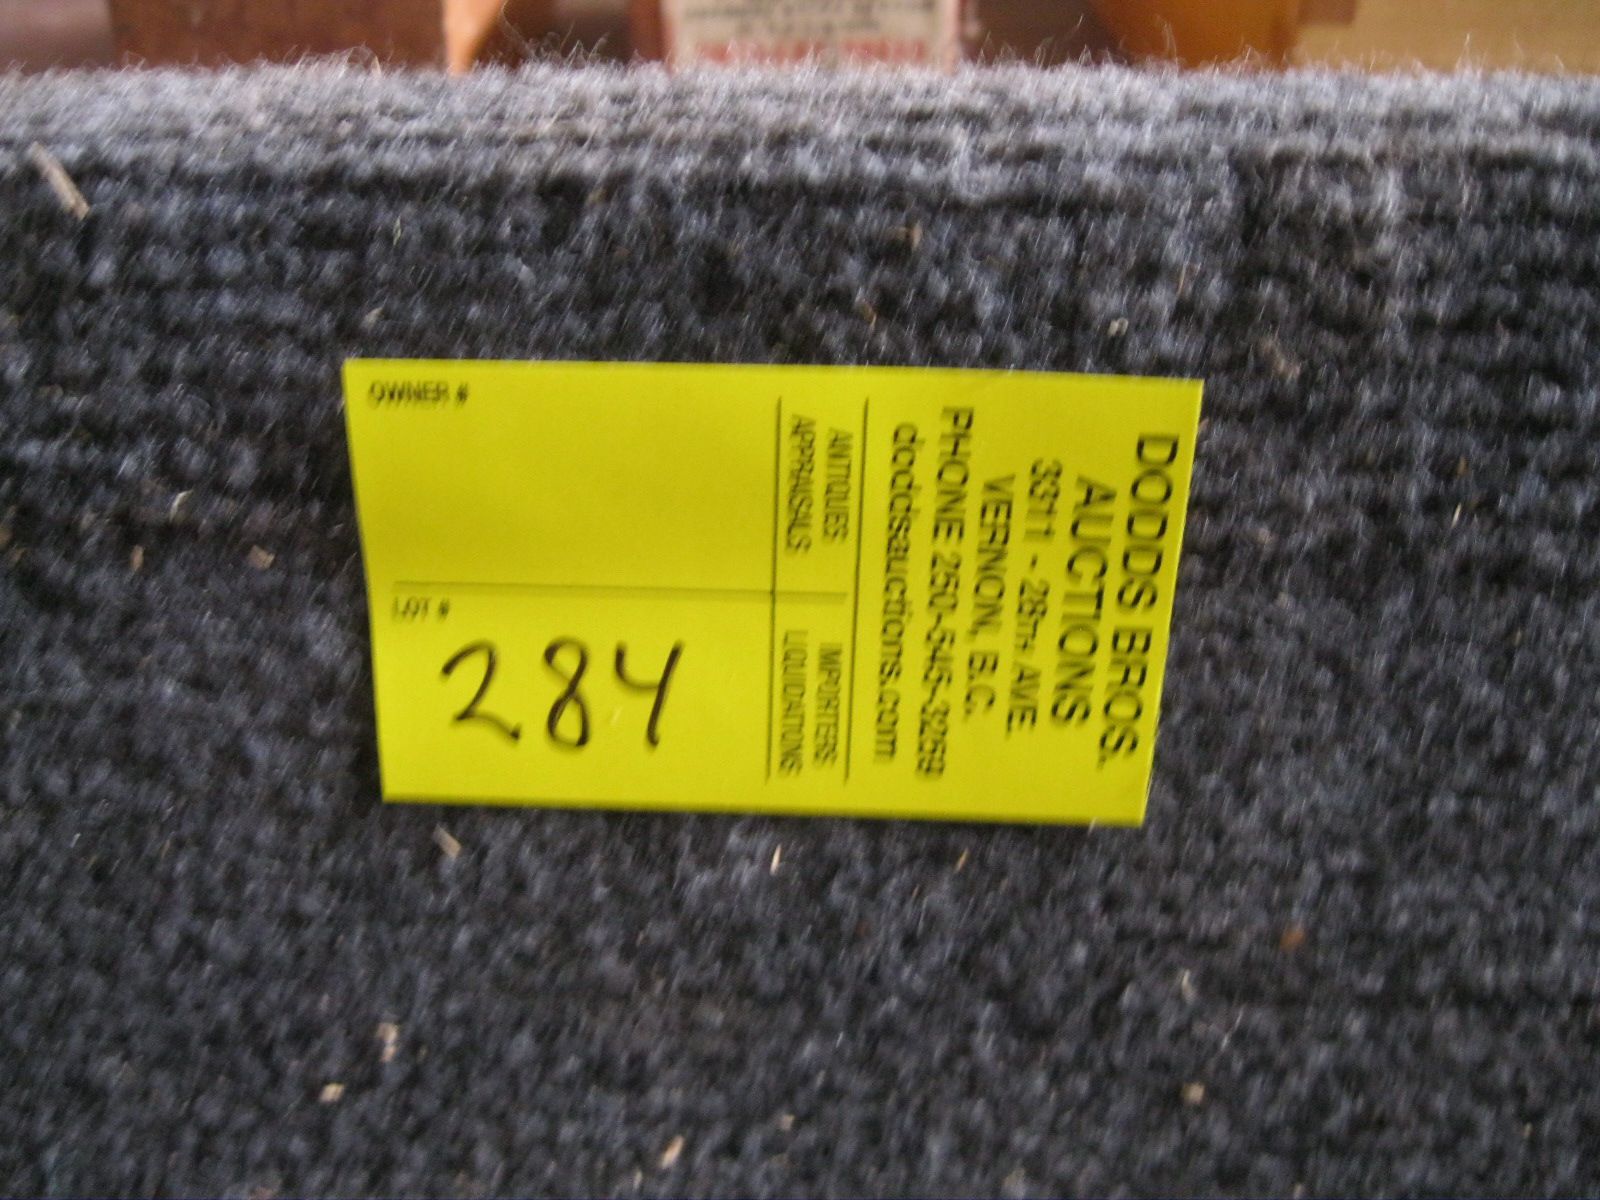 DODDS BROS.
AUCTIONS
3311 - 28TH AVE.
VERNON, B.C.
PHONE 250-545-3259
doddsauctions.com
ANTIQUES IMPORTERS
APPRAISALS LIQUIDATIONS
OWNER #
LOT #
284